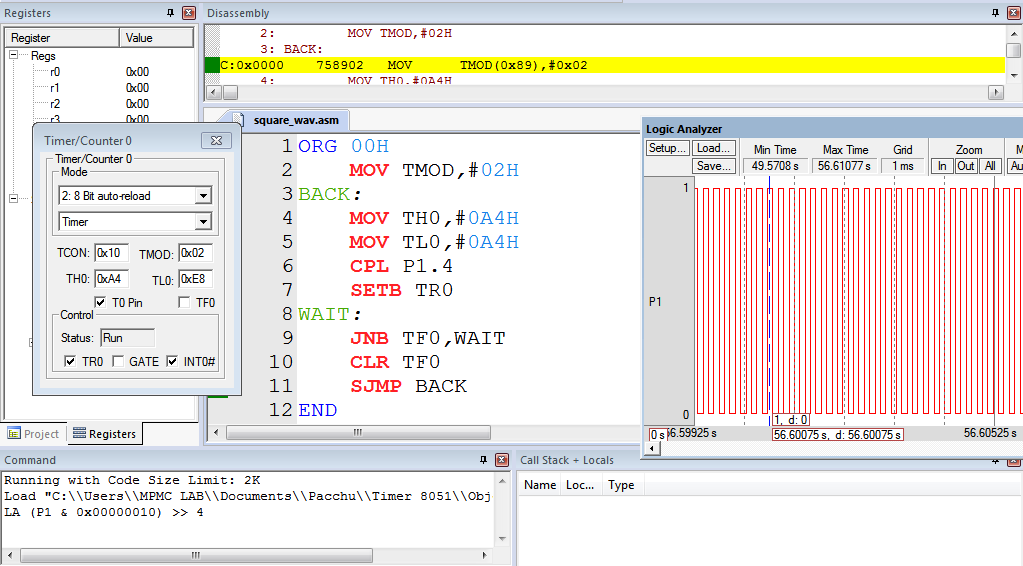 Registers
Register Value
Regs
r0 0x00
r1 0x00
r2 0x00
r3 0x00
Disassembly
2: MOV TMOD,#02H
3: BACK:
C:0x0000 758902 MOV TMOD(0x89),#0x02
4: MOV TH0,#0A4H
Timer/Counter 0
Timer/Counter 0
Mode
2: 8 Bit auto-reload
Timer
TCON: 0x10 TMOD: 0x02
TH0: 0xA4 TL0: 0xE8
T0 Pin TF0
Control
Status: Run
TR0 GATE INT0#
Project Registers
square_wav.asm
1 ORG 00H
2 MOV TMOD,#02H
3 BACK:
4 MOV TH0,#0A4H
5 MOV TL0,#0A4H
6 CPL P1.4
7 SETB TR0
8 WAIT:
9 JNB TF0,WAIT
10 CLR TF0
11 SJMP BACK
12 END
Logic Analyzer
Setup... Load... Min Time Max Time Grid Zoom M
Save... 49.5708 s 56.61077 s 1 ms In Out All Au
1
P1
0
1, d: 0
0 s 56.59925 s 56.60075 s, d: 56.60075 s 56.60525 s
Command
Running with Code Size Limit: 2K
Load "C:\\Users\\MPMC LAB\\Documents\\Pacchu\\Timer 8051\\Obj
LA (P1 & 0x00000010) >> 4
Call Stack + Locals
Name Loc... Type